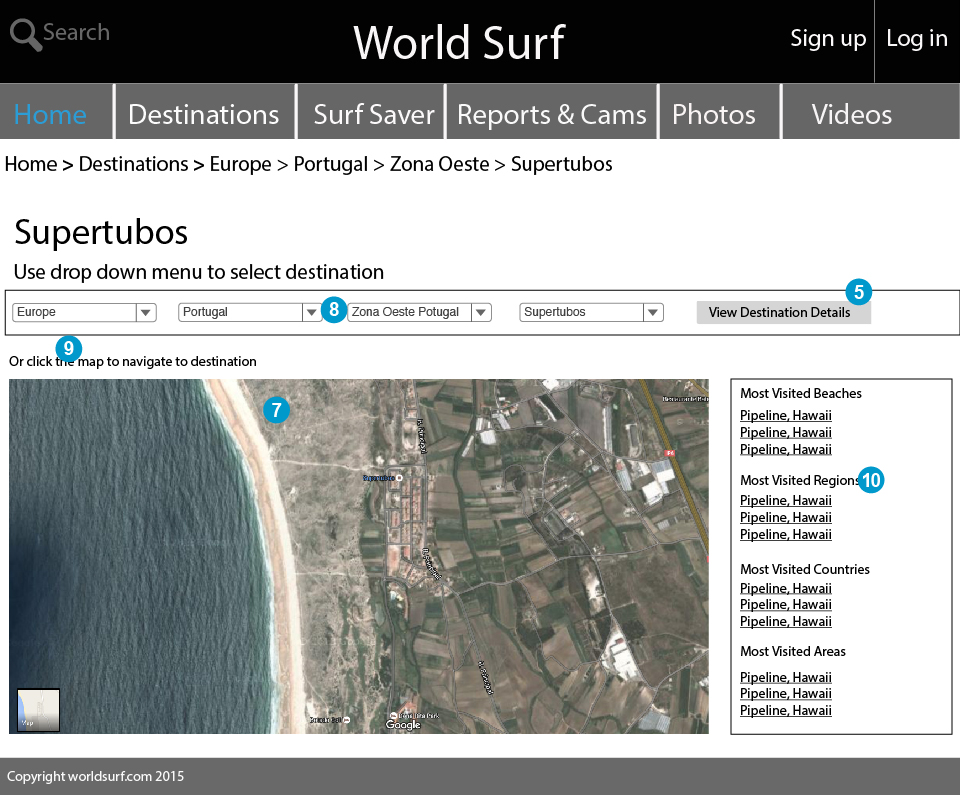 Search
World Surf
Sign up
Log in
Home
Destinations
Surf Saver
Reports & Cams
Photos
Videos
Home > Destinations > Europe > Portugal > Zona Oeste > Supertubos
Supertubos
Use drop down menu to select destination
5
Europe
Portugal
8
Zona Oeste Potugal
Supertubos
View Destination Details
9
Or click the map to navigate to destination
7
Supertubos
Map
Google
Most Visited Beaches
Pipeline, Hawaii
Pipeline, Hawaii
Pipeline, Hawaii
Most Visited Regions
10
Pipeline, Hawaii
Pipeline, Hawaii
Pipeline, Hawaii
Most Visited Countries
Pipeline, Hawaii
Pipeline, Hawaii
Pipeline, Hawaii
Most Visited Areas
Pipeline, Hawaii
Pipeline, Hawaii
Pipeline, Hawaii
Copyright worldsurf.com 2015